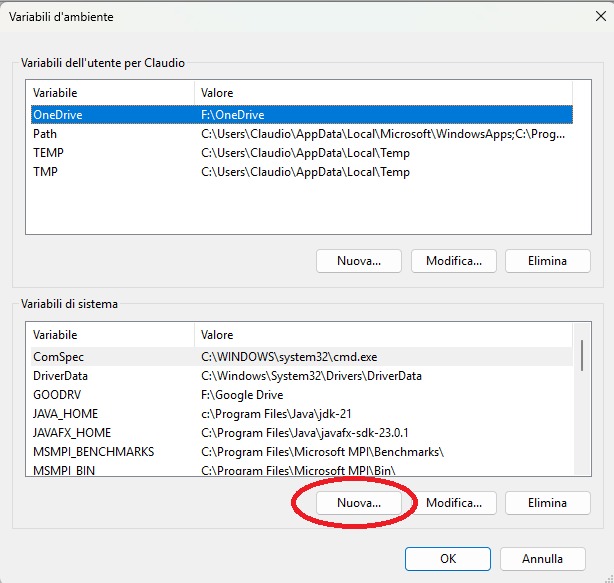 Variabili d'ambiente
Variabili dell'utente per Claudio
Variabile Valore
OneDrive F:\OneDrive
Path C:\Users\Claudio\AppData\Local\Microsoft\WindowsApps;C:\Prog...
TEMP C:\Users\Claudio\AppData\Local\Temp
TMP C:\Users\Claudio\AppData\Local\Temp
Nuova... Modifica... Elimina
Variabili di sistema
Variabile Valore
ComSpec C:\WINDOWS\system32\cmd.exe
DriverData C:\Windows\System32\Drivers\DriverData
GOODRV F:\Google Drive
JAVA_HOME c:\Program Files\Java\jdk-21
JAVAFX_HOME C:\Program Files\Java\javafx-sdk-23.0.1
MSMPI_BENCHMARKS C:\Program Files\Microsoft MPI\Benchmarks\
MSMPI_BIN C:\Program Files\Microsoft MPI\Bin\
Nuova... Modifica... Elimina
OK Annulla